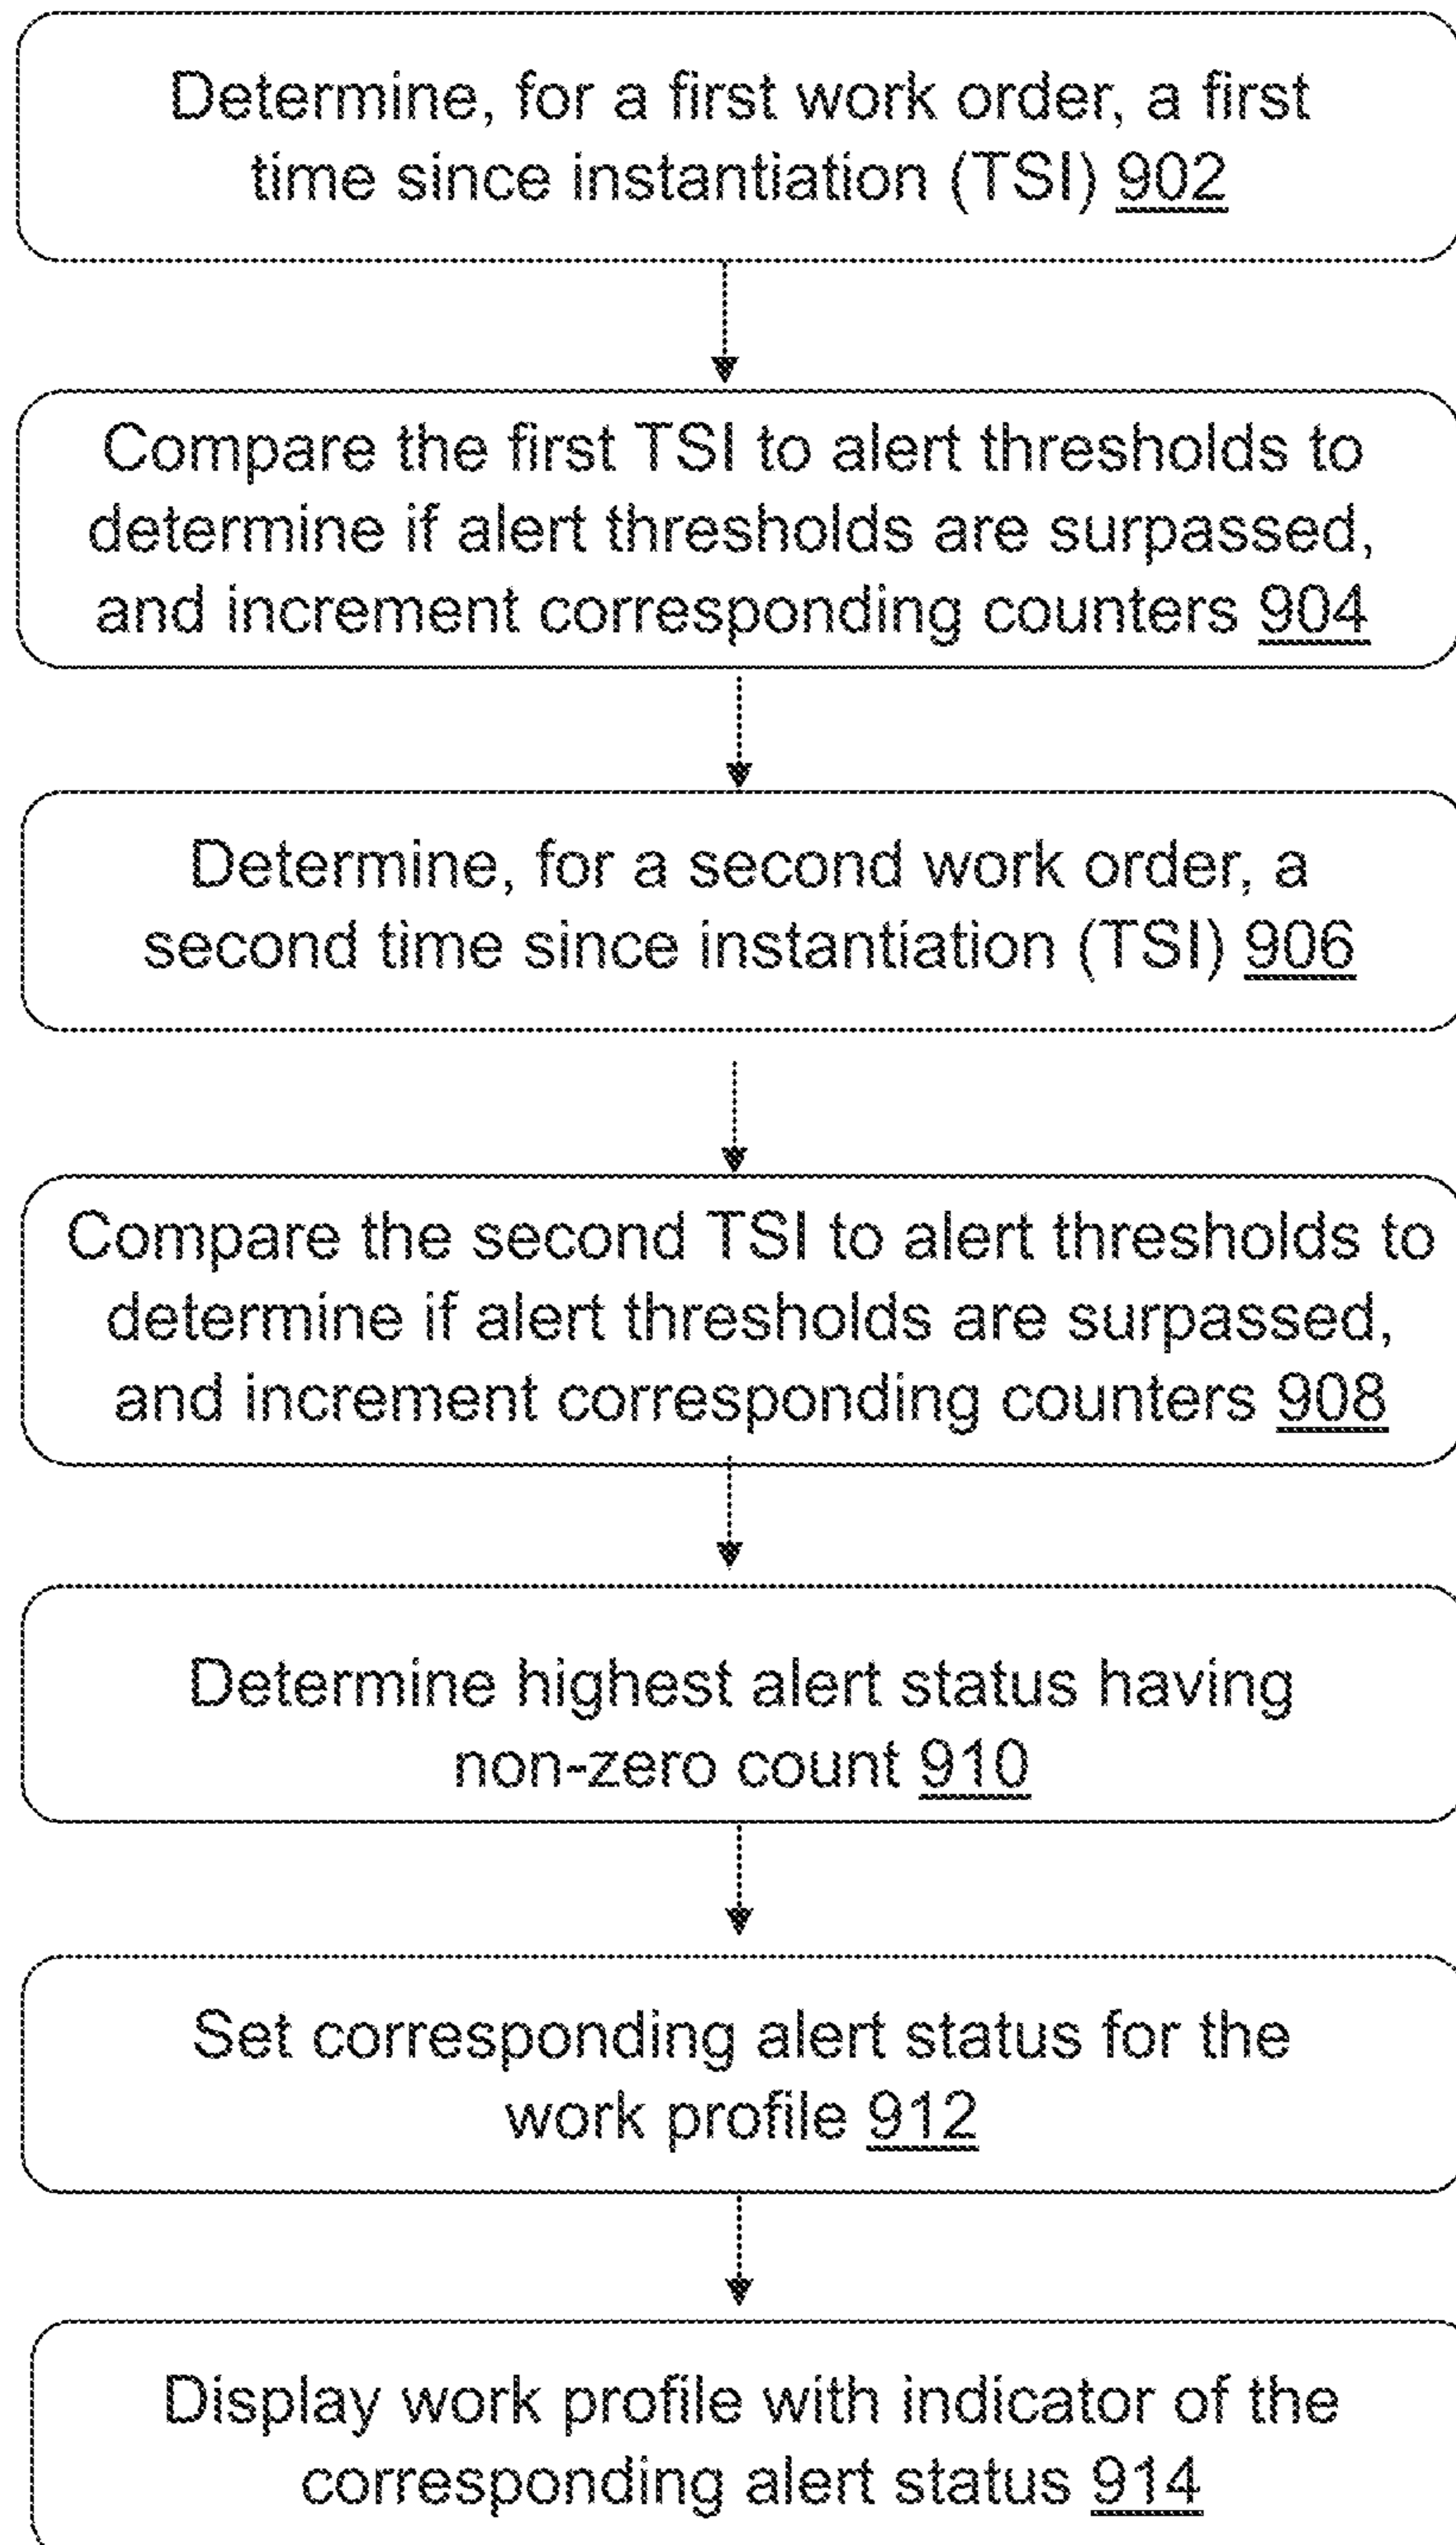 Determine, for a first work order, a first
time since instantiation (TSI) 902
Compare the first TSI to alert thresholds to
determine if alert thresholds are surpassed,
and increment corresponding counters 904
Determine, for a second work order, a
second time since instantiation (TSI) 906
Compare the second TSI to alert thresholds to
determine if alert thresholds are surpassed,
and increment corresponding counters 908
Determine highest alert status having
non-zero count 910
Set corresponding alert status for the
work profile 912
Display work profile with indicator of the
corresponding alert status 914